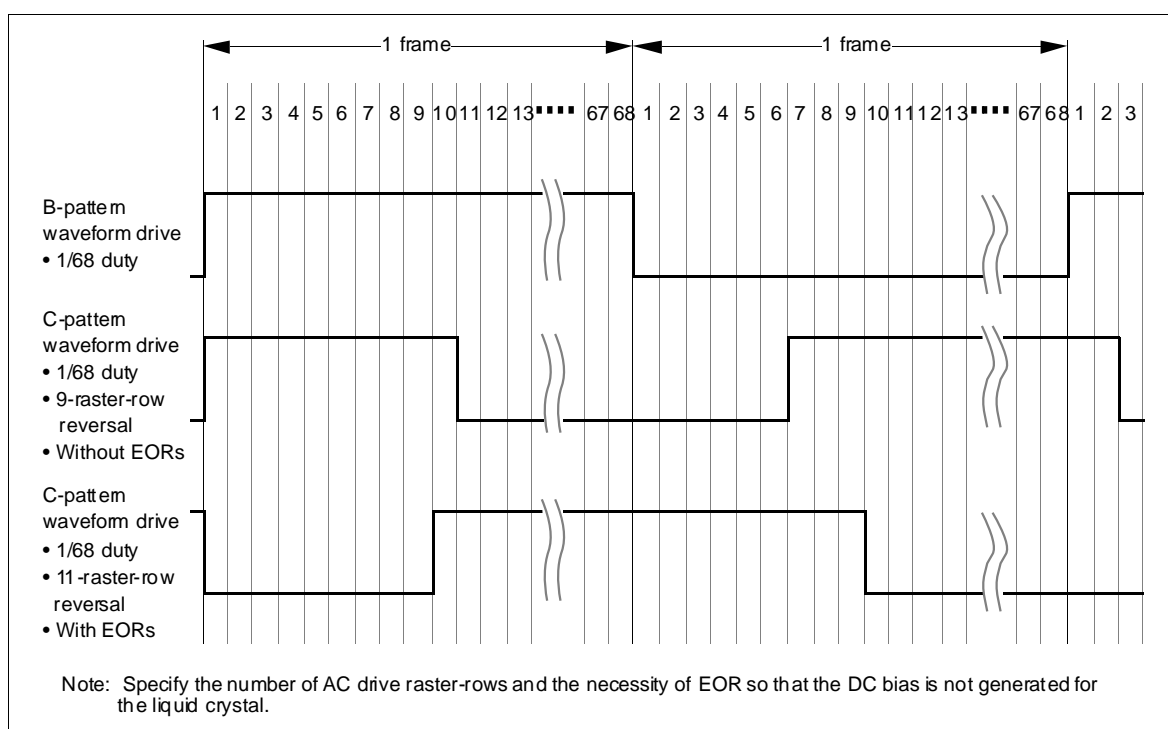 1 frame 1 frame
1 2 3 4 5 6 7 8 9 10 11 12 13 ▪▪▪▪▪ 67 68 1 2 3 4 5 6 7 8 9 10 11 12 13 ▪▪▪▪▪ 67 68 1 2 3
B-pattern
waveform drive
• 1/68 duty
C-pattern
waveform drive
• 1/68 duty
• 9-raster-row
reversal
• Without EORs
C-pattern
waveform drive
• 1/68 duty
• 11-raster-row
reversal
• With EORs
Note: Specify the number of AC drive raster-rows and the necessity of EOR so that the DC bias is not generated for
the liquid crystal.